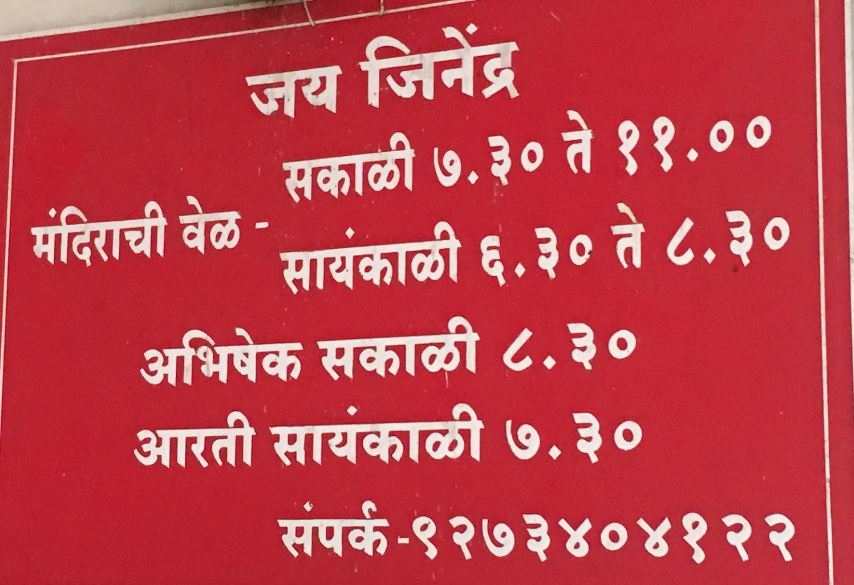 जय जिनेंद्र
सकाळी ७.३० ते ११.००
मंदिराची वेळ -
सायंकाळी ६.३० ते ८.३०
अभिषेक सकाळी ८.३०
आरती सायंकाळी ७.३०
संपर्क -९२७३४०४१२२